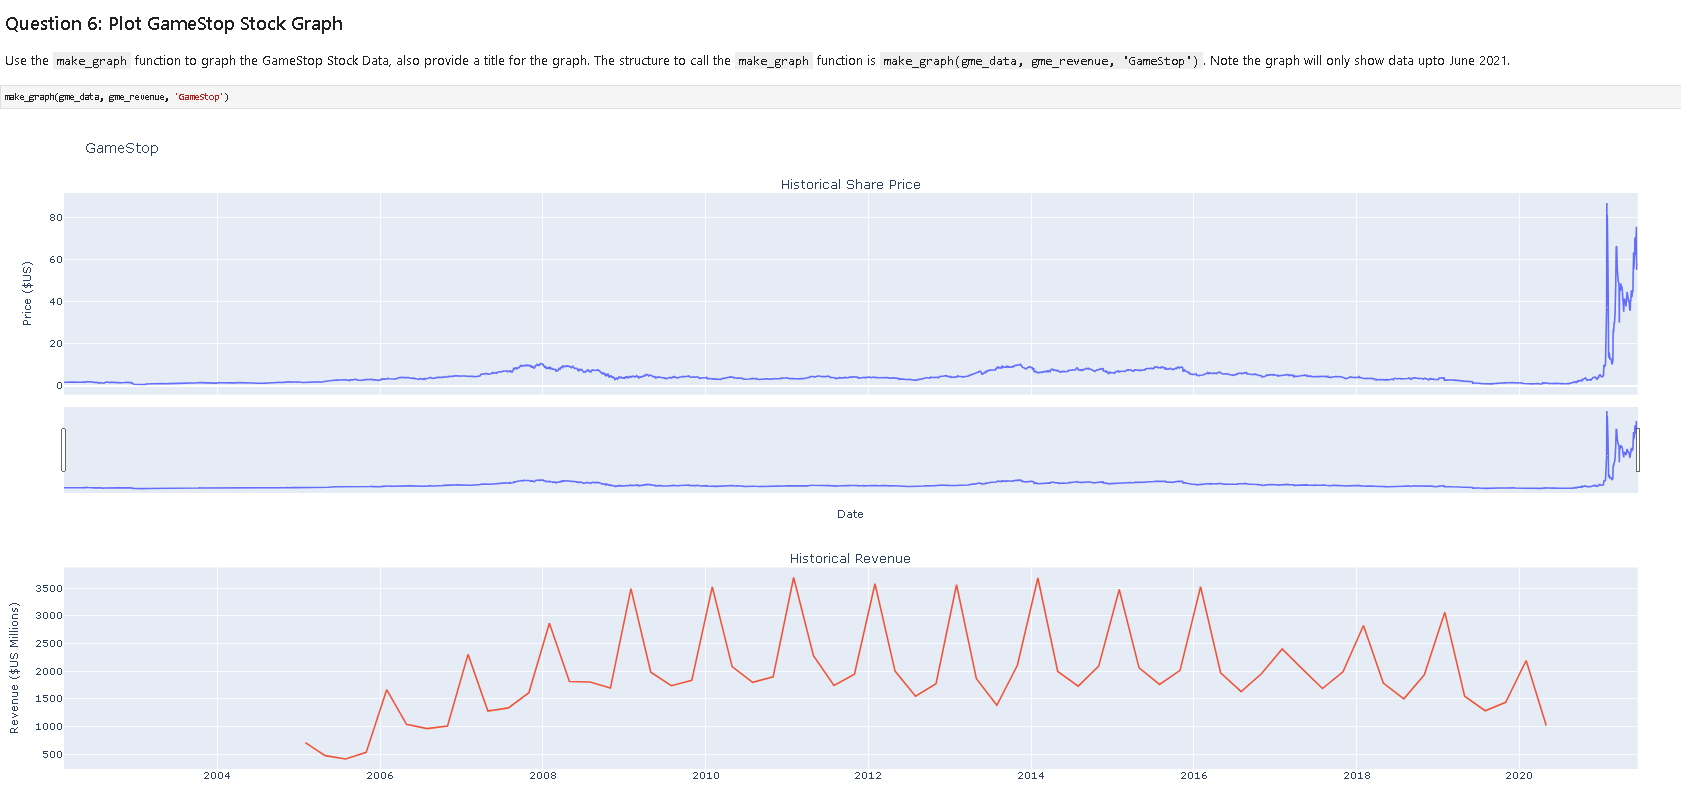 Question 6: Plot GameStop Stock Graph
Use the make_graph function to graph the GameStop Stock Data, also provide a title for the graph. The structure to call the make_graph function is make_graph(gme_data, gme_revenue, 'GameStop'). Note the graph will only show data upto June 2021.
make_graph(gme_data, gme_revenue, 'GameStop')
GameStop
Historical Share Price
80
60
40
20
0
Price ($US)
Date
Historical Revenue
3500
3000
2500
2000
1500
1000
500
Revenue ($US Millions)
2004 2006 2008 2010 2012 2014 2016 2018 2020